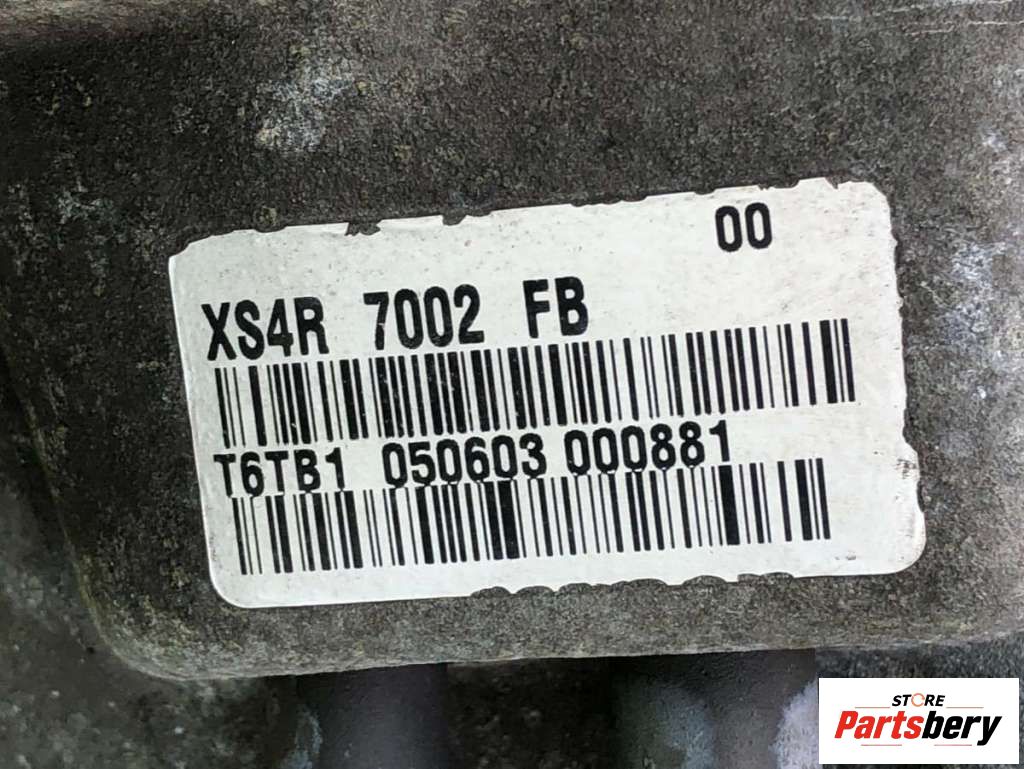 00
XS4R 7002 FB
T6TB1 050603 000881
STORE
Partsbery